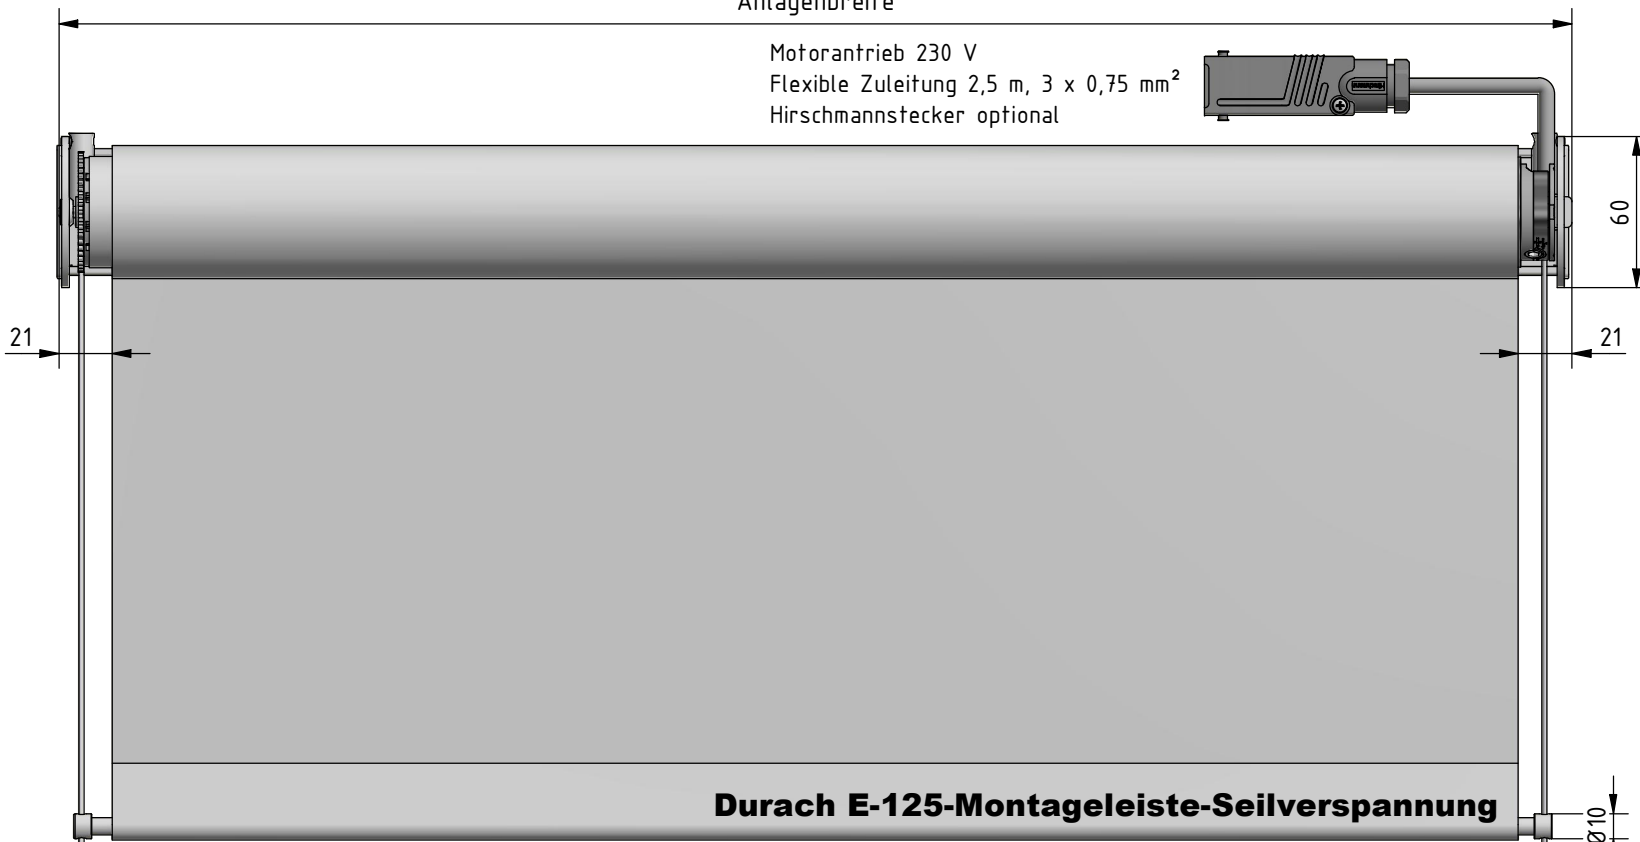 Anlagenbreite
Motorantrieb 230 V
Flexible Zuleitung 2,5 m, 3 x 0,75 mm²
Hirschmannstecker optional
60
21
21
Durach E-125-Montageleiste-Seilverspannung
Ø10